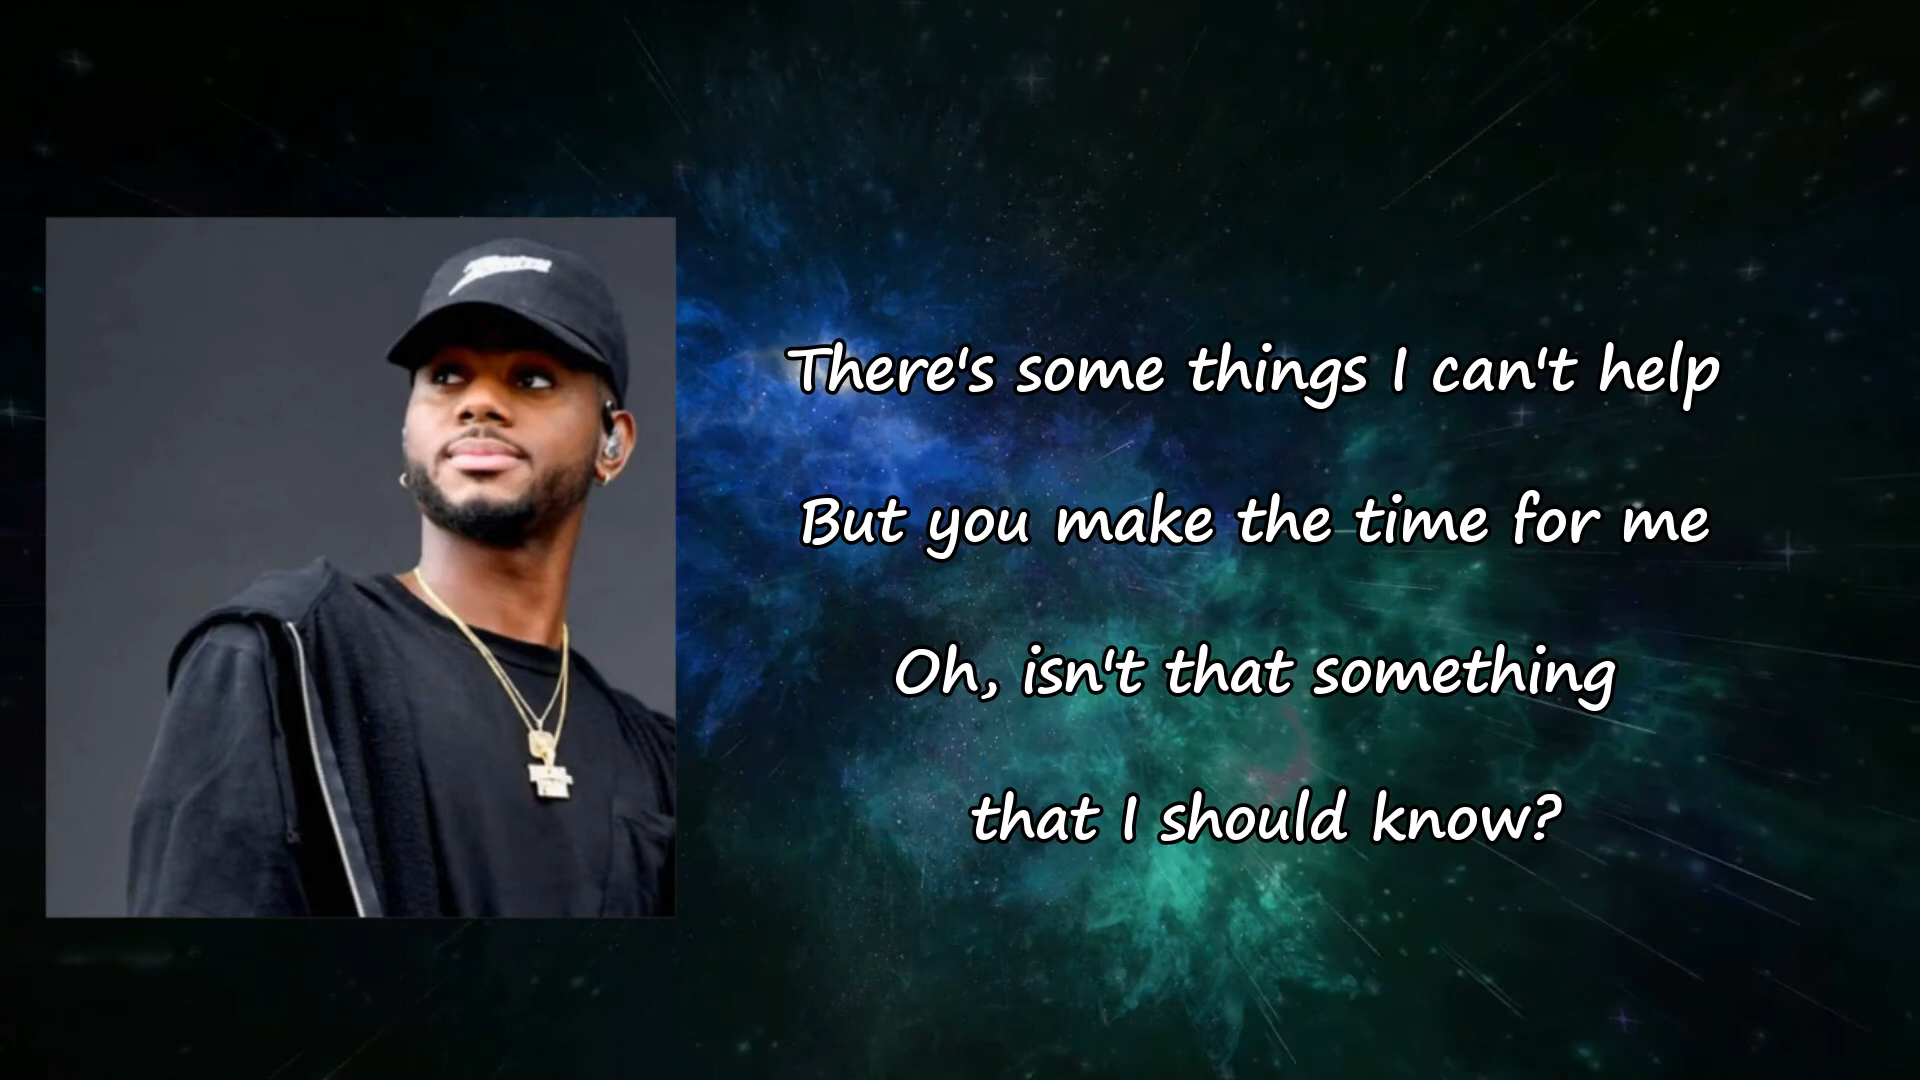 There's some things I can't help
But you make the time for me
Oh, isn't that something
that I should know?